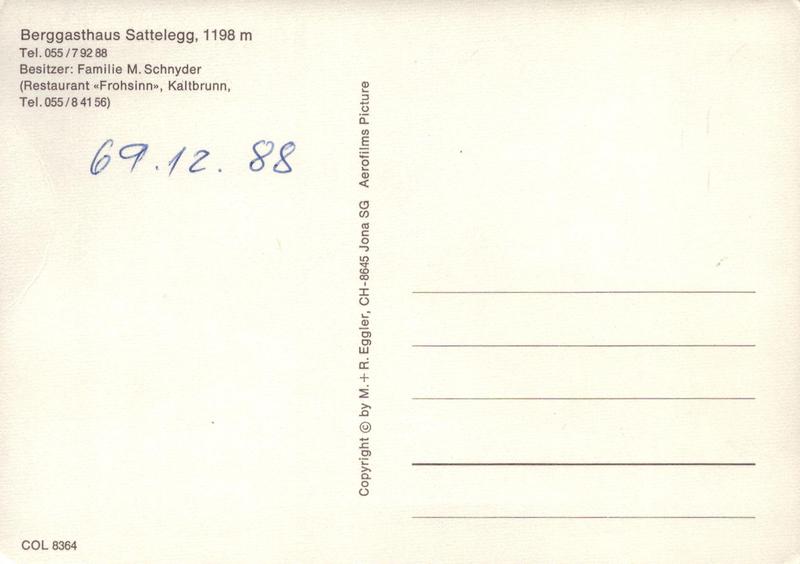 Berggasthaus Sattelegg, 1198 m
Tel. 055/7 92 88
Besitzer: Familie M. Schnyder
(Restaurant «Frohsinn», Kaltbrunn,
Tel. 055/8 41 56)
69.12.88
Copyright © by M. + R. Eggler, CH-8645 Jona SG Aerofilms Picture
COL 8364